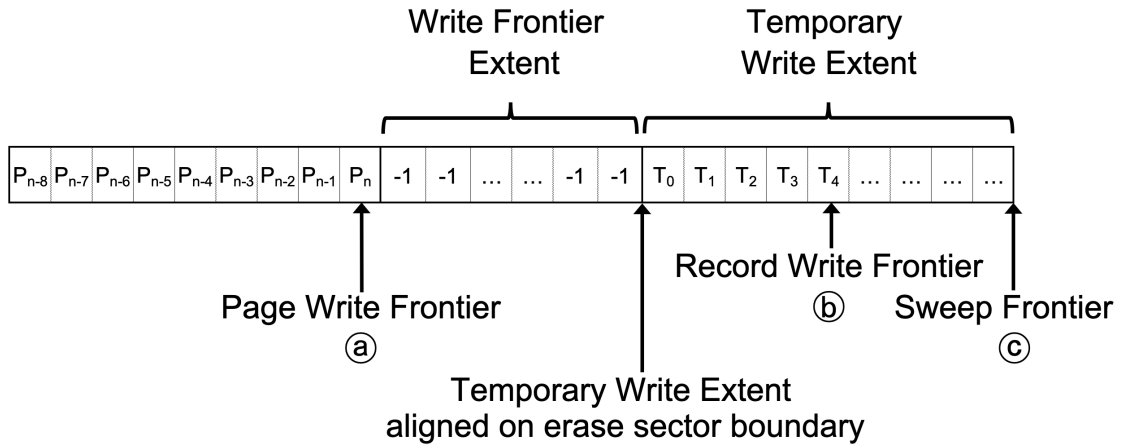 Write Frontier
Extent
Temporary
Write Extent
Pn-8 Pn-7 Pn-6 Pn-5 Pn-4 Pn-3 Pn-2 Pn-1 Pn -1 -1 ... ... -1 -1 T0 T1 T2 T3 T4 ... ... ... ...
Page Write Frontier
ⓐ
Record Write Frontier
ⓑ
Sweep Frontier
ⓒ
Temporary Write Extent
aligned on erase sector boundary